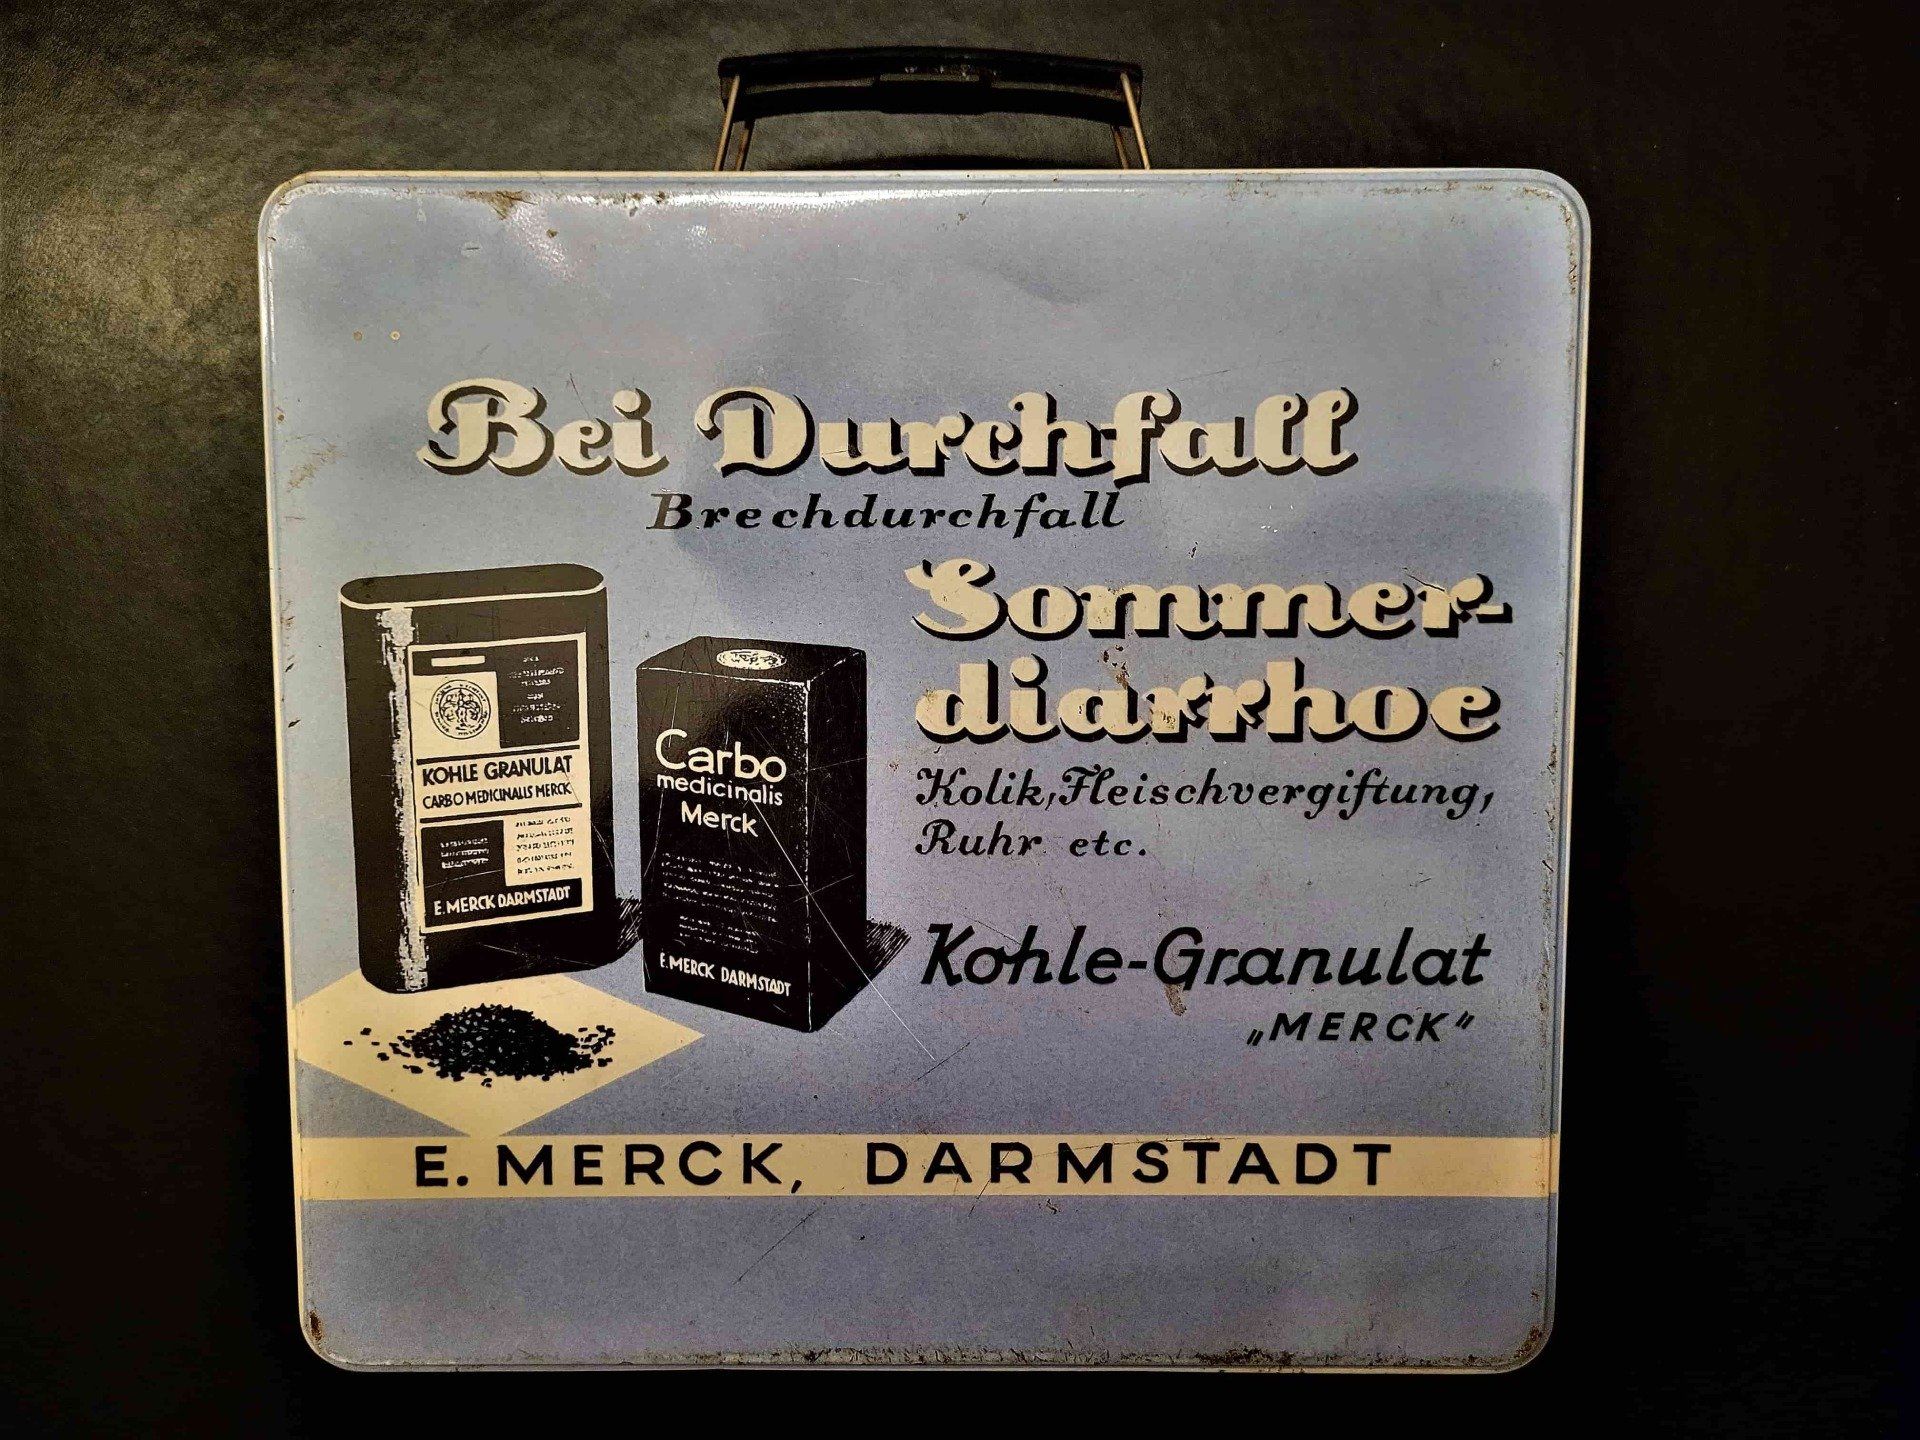 Bei Durchfall
Brechdurchfall
Sommer-
diarrhoe
Kolik, Fleischvergiftung,
Ruhr etc.
KOHLE GRANULAT
CARBO MEDICINALIS MERCK
E. MERCK DARMSTADT
Carbo
medicinalis
Merck
E. MERCK DARMSTADT
Kohle-Granulat
„MERCK“
E. MERCK, DARMSTADT